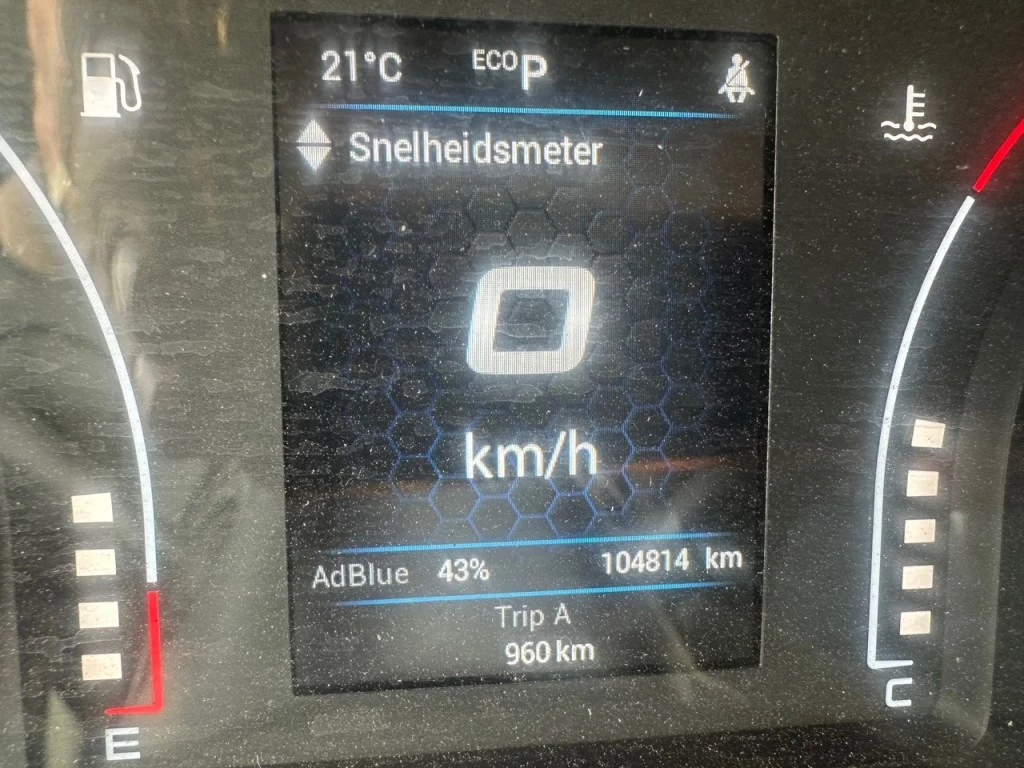 21°C ECO P
Snelheidsmeter
0
km/h
AdBlue 43% 104814 km
Trip A
960 km
E
C